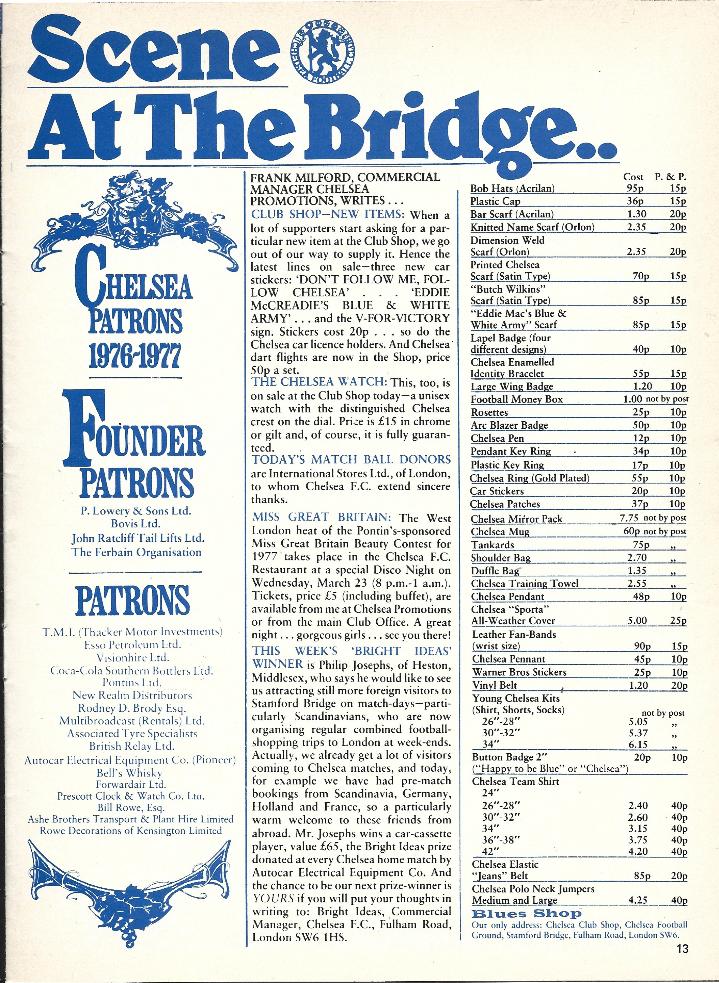 Scene
CHELSEA FOOTBALL CLUB
At The Bridge..
CHELSEA
PATRONS
1976-1977
FOUNDER
PATRONS
P. Lowery & Sons Ltd.
Bovis Ltd.
John Ratcliff Tail Lifts Ltd.
The Ferbain Organisation
PATRONS
T.M.I. (Thacker Motor Investments)
Esso Petroleum Ltd.
Visionhire Ltd.
Coca-Cola Southern Bottlers Ltd.
Pontins Ltd.
New Realm Distributors
Rodney D. Brody Esq.
Multibroadcast (Rentals) Ltd.
Associated Tyre Specialists
British Relay Ltd.
Autocar Electrical Equipment Co. (Pioneer)
Bell's Whisky
Forwardair Ltd.
Prescott Clock & Watch Co. Ltd.
Bill Rowe, Esq.
Ashe Brothers Transport & Plant Hire Limited
Rowe Decorations of Kensington Limited
FRANK MILFORD, COMMERCIAL
MANAGER CHELSEA
PROMOTIONS, WRITES . . .
CLUB SHOP—NEW ITEMS: When a
lot of supporters start asking for a par-
ticular new item at the Club Shop, we go
out of our way to supply it. Hence the
latest lines on sale—three new car
stickers: 'DON'T FOLLOW ME, FOL-
LOW CHELSEA' . . . 'EDDIE
McCREADIE'S BLUE & WHITE
ARMY' . . . and the V-FOR-VICTORY
sign. Stickers cost 20p . . . so do the
Chelsea car licence holders. And Chelsea
dart flights are now in the Shop, price
50p a set.
THE CHELSEA WATCH: This, too, is
on sale at the Club Shop today—a unisex
watch with the distinguished Chelsea
crest on the dial. Price is £15 in chrome
or gilt and, of course, it is fully guaran-
teed.
TODAY'S MATCH BALL DONORS
are International Stores Ltd., of London,
to whom Chelsea F.C. extend sincere
thanks.
MISS GREAT BRITAIN: The West
London heat of the Pontin's-sponsored
Miss Great Britain Beauty Contest for
1977 takes place in the Chelsea F.C.
Restaurant at a special Disco Night on
Wednesday, March 23 (8 p.m.-1 a.m.).
Tickets, price £5 (including buffet), are
available from me at Chelsea Promotions
or from the main Club Office. A great
night . . . gorgeous girls . . . see you there!
THIS WEEK'S 'BRIGHT IDEAS'
WINNER is Philip Josephs, of Heston,
Middlesex, who says he would like to see
us attracting still more foreign visitors to
Stamford Bridge on match-days—parti-
cularly Scandinavians, who are now
organising regular combined football-
shopping trips to London at week-ends.
Actually, we already get a lot of visitors
coming to Chelsea matches, and today,
for example we have had pre-match
bookings from Scandinavia, Germany,
Holland and France, so a particularly
warm welcome to these friends from
abroad. Mr. Josephs wins a car-cassette
player, value £65, the Bright Ideas prize
donated at every Chelsea home match by
Autocar Electrical Equipment Co. And
the chance to be our next prize-winner is
YOURS if you will put your thoughts in
writing to: Bright Ideas, Commercial
Manager, Chelsea F.C., Fulham Road,
London SW6 1HS.
Cost P. & P.
Bob Hats (Acrilan) 95p 15p
Plastic Cap 36p 15p
Bar Scarf (Acrilan) 1.30 20p
Knitted Name Scarf (Orlon) 2.35 20p
Dimension Weld
Scarf (Orlon) 2.35 20p
Printed Chelsea
Scarf (Satin Type) 70p 15p
"Butch Wilkin's"
Scarf (Satin Type) 85p 15p
"Eddie Mac's Blue &
White Army" Scarf 85p 15p
Lapel Badge (four
different designs) 40p 10p
Chelsea Enamelled
Identity Bracelet 55p 15p
Large Wing Badge 1.20 10p
Football Money Box 1.00 not by post
Rosettes 25p 10p
Arc Blazer Badge 50p 10p
Chelsea Pen 12p 10p
Pendant Key Ring 34p 10p
Plastic Key Ring 17p 10p
Chelsea Ring (Gold Plated) 55p 10p
Car Stickers 20p 10p
Chelsea Patches 37p 10p
Chelsea Mirror Pack 7.75 not by post
Chelsea Mug 60p not by post
Tankards 75p ,,
Shoulder Bag 2.70 ,,
Duffle Bag 1.35 ,,
Chelsea Training Towel 2.55 ,,
Chelsea Pendant 48p 10p
Chelsea "Sporta"
All-Weather Cover 5.00 25p
Leather Fan-Bands
(wrist size) 90p 15p
Chelsea Pennant 45p 10p
Warner Bros Stickers 25p 10p
Vinyl Belt 1.20 20p
Young Chelsea Kits
(Shirt, Shorts, Socks) not by post
26"-28" 5.05 ,,
30"-32" 5.37 ,,
34" 6.15 ,,
Button Badge 2" 20p 10p
("Happy to be Blue" or "Chelsea")
Chelsea Team Shirt
24"
26"-28" 2.40 40p
30"-32" 2.60 40p
34" 3.15 40p
36"-38" 3.75 40p
42" 4.20 40p
Chelsea Elastic
"Jeans" Belt 85p 20p
Chelsea Polo Neck Jumpers
Medium and Large 4.25 40p
Blues Shop
Our only address: Chelsea Club Shop, Chelsea Football
Ground, Stamford Bridge, Fulham Road, London SW6.
13